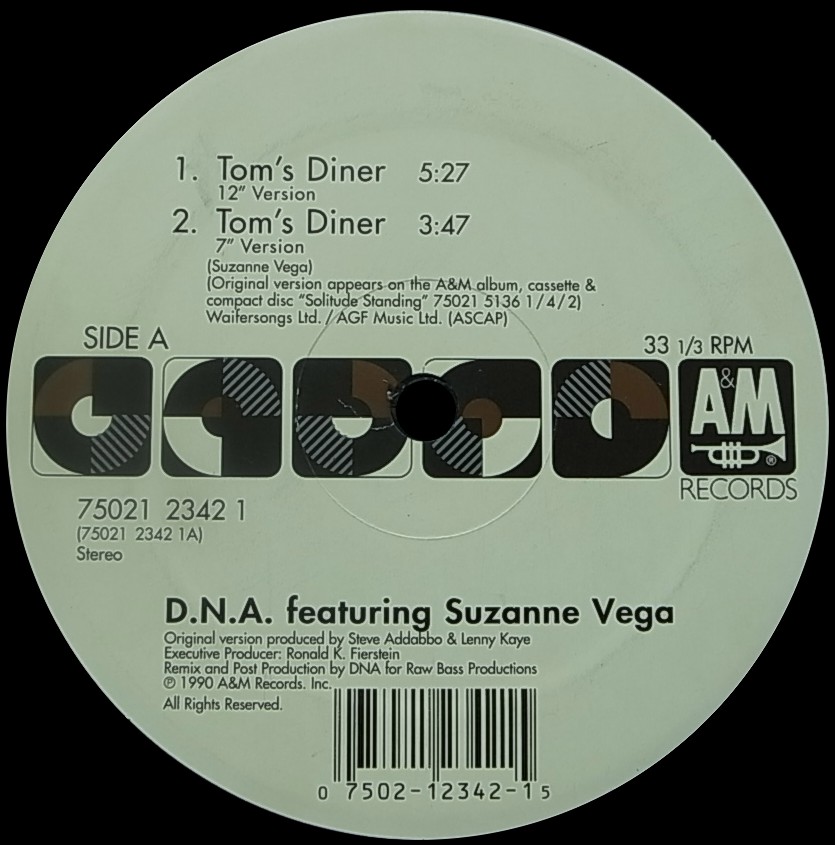 1. Tom's Diner 5:27
12" Version
2. Tom's Diner 3:47
7" Version
(Suzanne Vega)
(Original version appears on the A&M album, cassette &
compact disc "Solitude Standing" 75021 5136 1/4/2)
Waifersongs Ltd. / AGF Music Ltd. (ASCAP)
SIDE A
33 1/3 RPM
A&M
®
RECORDS
75021 2342 1
(75021 2342 1A)
Stereo
D.N.A. featuring Suzanne Vega
Original version produced by Steve Addabbo & Lenny Kaye
Executive Producer: Ronald K. Fierstein
Remix and Post Production by DNA for Raw Bass Productions
℗ 1990 A&M Records. Inc.
All Rights Reserved.
0 7502-12342-1 5